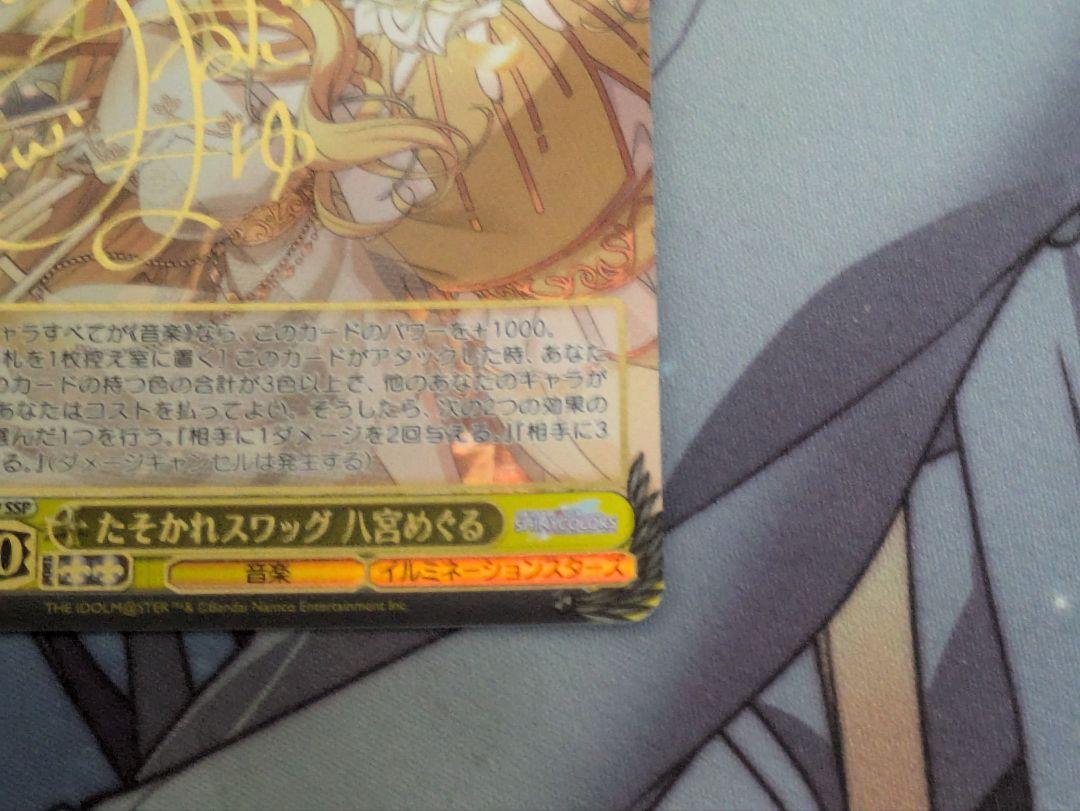 ャラすべてが《音楽》なら、このカードのパワーを+1000。
札を1枚控え室に置く］このカードがアタックした時、あなた
のカードの持つ色の合計が3色以上で、他のあなたのキャラが
あなたはコストを払ってよい。そうしたら、次の2つの効果の
選んだ1つを行う。『相手に1ダメージを2回与える。』『相手に3
る。』（ダメージキャンセルは発生する）
SSP
たそかれスワッグ 八宮めぐる
SHINYCOLORS
音楽 イルミネーションスターズ
THE IDOLM@STER™& ©Bandai Namco Entertainment Inc.